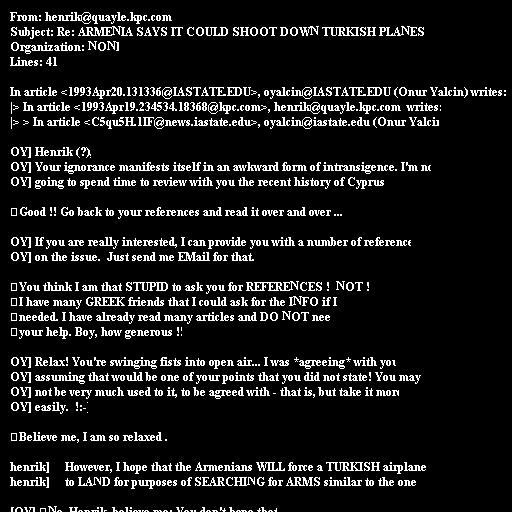 From: henrik@quayle.kpc.com
Subject: Re: ARMENIA SAYS IT COULD SHOOT DOWN TURKISH PLANES
Organization: NONE
Lines: 41

In article <1993Apr20.131336@IASTATE.EDU>, oyalcin@IASTATE.EDU (Onur Yalcin) writes:
|> In article <1993Apr19.234534.18368@kpc.com>, henrik@quayle.kpc.com  writes:
|> > In article <C5qu5H.1IF@news.iastate.edu>, oyalcin@iastate.edu (Onur Yalcin

OY] Henrik (?),
OY] Your ignorance manifests itself in an awkward form of intransigence. I'm
OY] going to spend time to review with you the recent history of Cyprus

Good !! Go back to your references and read it over and over ...

OY] If you are really interested, I can provide you with a number of reference
OY] on the issue.  Just send me EMail for that.

You think I am that STUPID to ask you for REFERENCES !  NOT !
I have many GREEK friends that I could ask for the INFO if I
needed. I have already read many articles and DO NOT nee
your help. Boy, how generous !!

OY] Relax! You're swinging fists into open air... I was *agreeing* with you
OY] assuming that would be one of your points that you did not state! You may
OY] not be very much used to it, to be agreed with - that is, but take it more
OY] easily.  !:-

Believe me, I am so relaxed .

henrik]     However, I hope that the Armenians WILL force a TURKISH airplane
henrik]     to LAND for purposes of SEARCHING for ARMS similar to the one

[OY] No, Henrik, believe me: You don't hope that